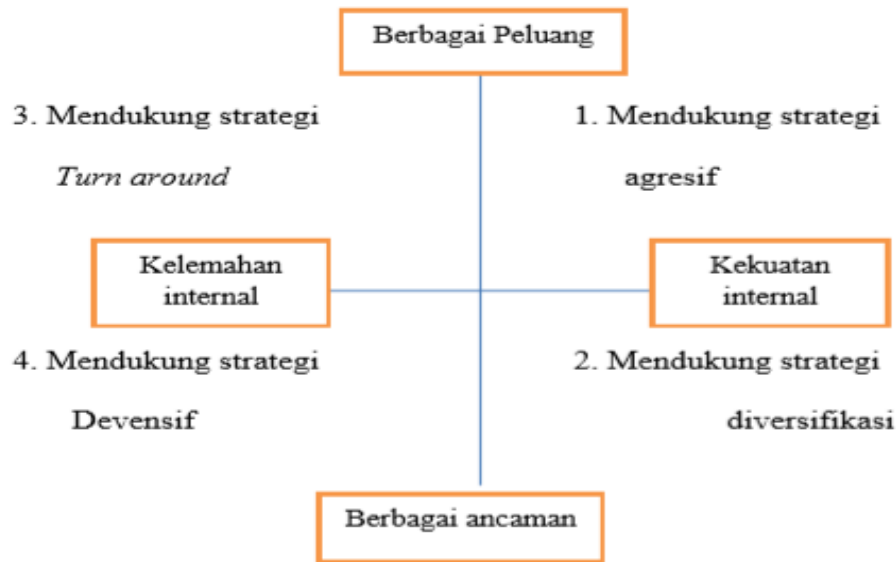 Berbagai Peluang
3. Mendukung strategi
Turn around
1. Mendukung strategi
agresif
Kelemahan
internal
Kekuatan
internal
4. Mendukung strategi
Devensif
2. Mendukung strategi
diversifikasi
Berbagai ancaman